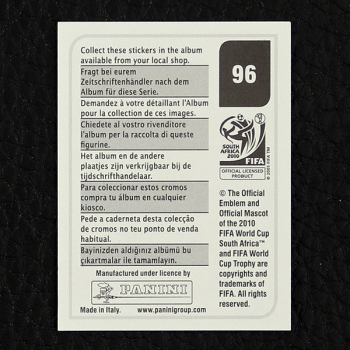 Collect these stickers in the album
available from your local shop.
Fragt bei eurem
Zeitschriftenhändler nach dem
Album für diese Serie.
Demandez à votre détaillant l'Album
pour la collection de ces images.
Chiedete al vostro rivenditore
l'album per la raccolta di queste
figurine.
Het album en de andere
plaatjes zijn verkrijgbaar bij de
tijdschrifthandelaar.
Para coleccionar estos cromos
compra tu álbum en cualquier
kiosco.
Pede a caderneta desta colecção
de cromos no teu ponto de venda
habitual.
Bayinizden aldığınız albümü bu
çıkartmalar ile tamamlayın.
Manufactured under licence by
PANINI
Made in Italy. www.paninigroup.com
96
SOUTH AFRICA
2010
FIFA
OFFICIAL LICENSED
PRODUCT
© The Official
Emblem and
Official Mascot
of the 2010
FIFA World Cup
South Africa™
and FIFA World
Cup Trophy are
copyrights and
trademarks of
FIFA. All rights
reserved.